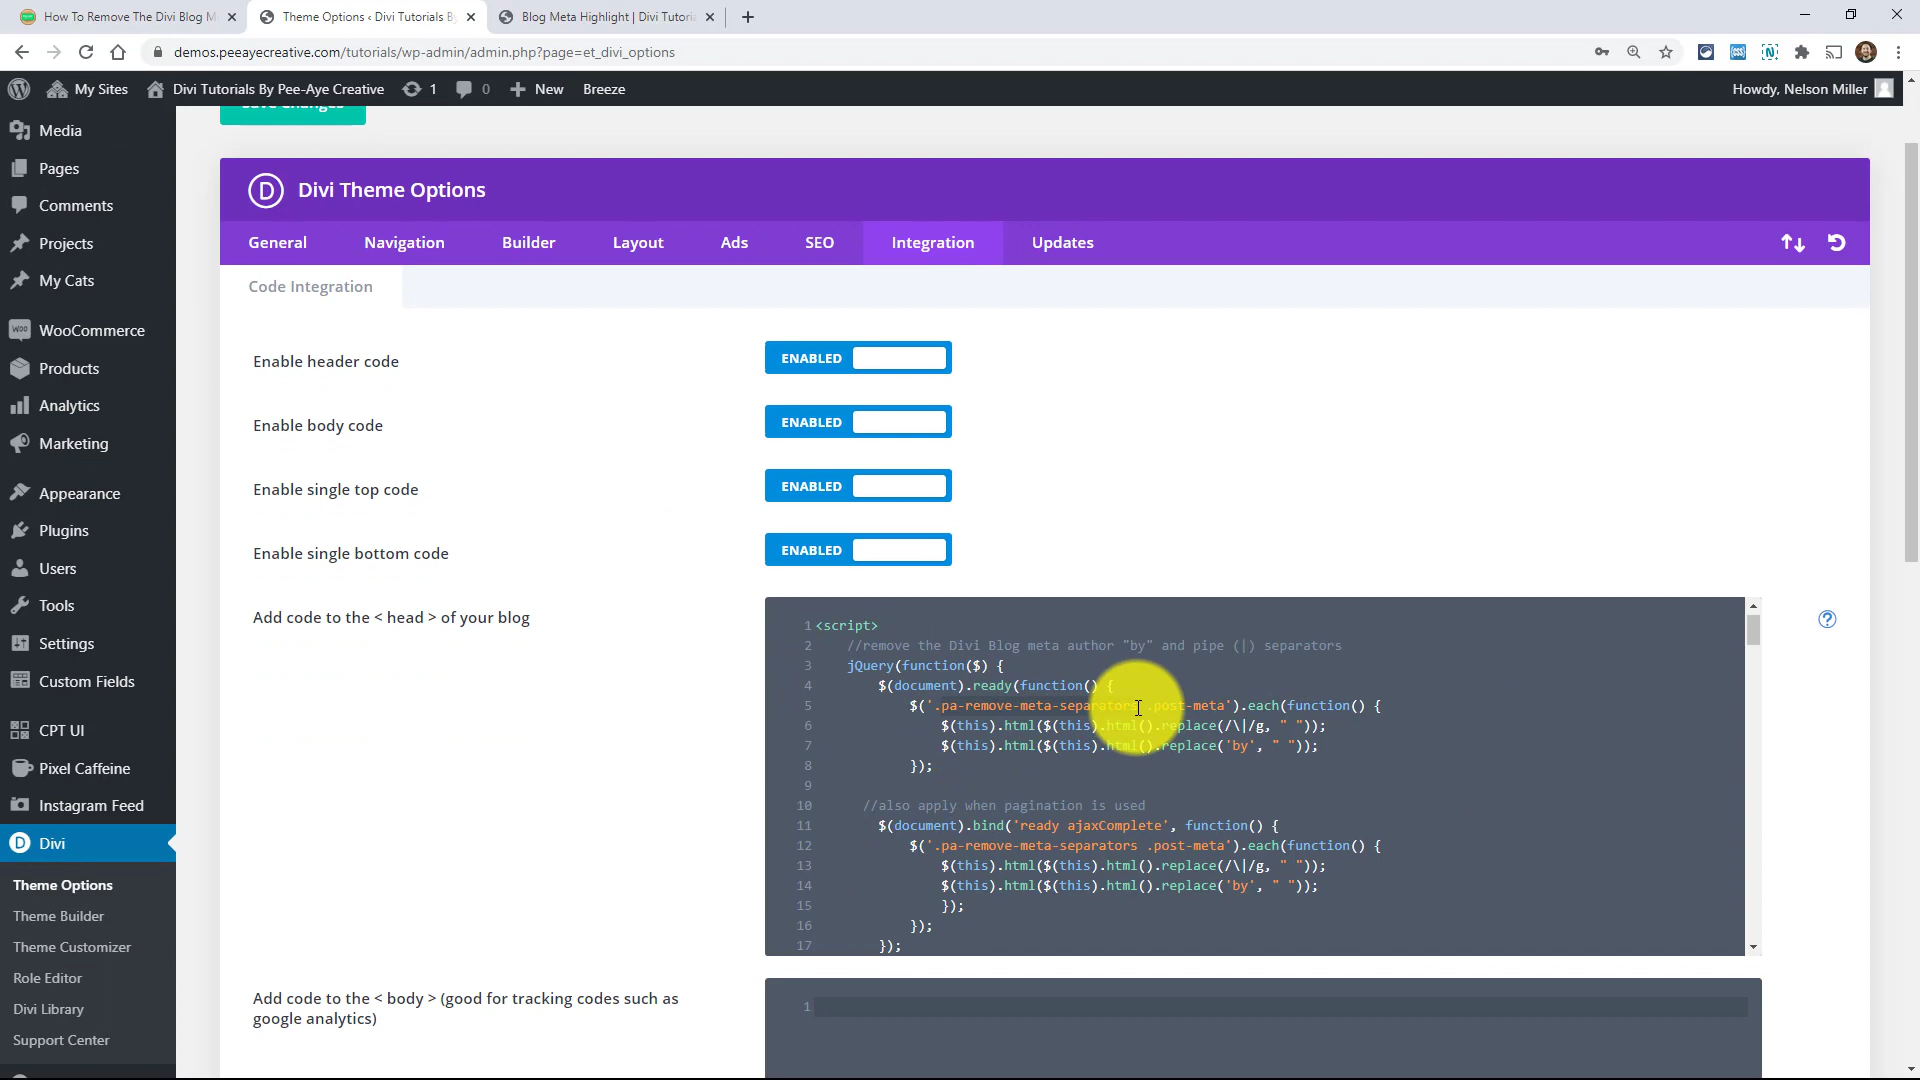 How To Remove The Divi Blog M
Theme Options ‹ Divi Tutorials By
Blog Meta Highlight | Divi Tutoria
demos.peeayecreative.com/tutorials/wp-admin/admin.php?page=et_divi_options
My Sites
Divi Tutorials By Pee-Aye Creative
1
0
New
Breeze
Howdy, Nelson Miller
Save Changes
Media
Pages
Comments
Projects
My Cats
WooCommerce
Products
Analytics
Marketing
Appearance
Plugins
Users
Tools
Settings
Custom Fields
CPT UI
Pixel Caffeine
Instagram Feed
Divi
Theme Options
Theme Builder
Theme Customizer
Role Editor
Divi Library
Support Center
D Divi Theme Options
General Navigation Builder Layout Ads SEO Integration Updates
Code Integration
Enable header code
ENABLED
Enable body code
ENABLED
Enable single top code
ENABLED
Enable single bottom code
ENABLED
Add code to the < head > of your blog
1 <script>
2 //remove the Divi Blog meta author "by" and pipe (|) separators
3 jQuery(function($) {
4 $(document).ready(function() {
5 $('.pa-remove-meta-separators .post-meta').each(function() {
6 $(this).html($(this).html().replace(/\|/g, " "));
7 $(this).html($(this).html().replace('by', " "));
8 });
9
10 //also apply when pagination is used
11 $(document).bind('ready ajaxComplete', function() {
12 $('.pa-remove-meta-separators .post-meta').each(function() {
13 $(this).html($(this).html().replace(/\|/g, " "));
14 $(this).html($(this).html().replace('by', " "));
15 });
16 });
17 });
Add code to the < body > (good for tracking codes such as
google analytics)
1